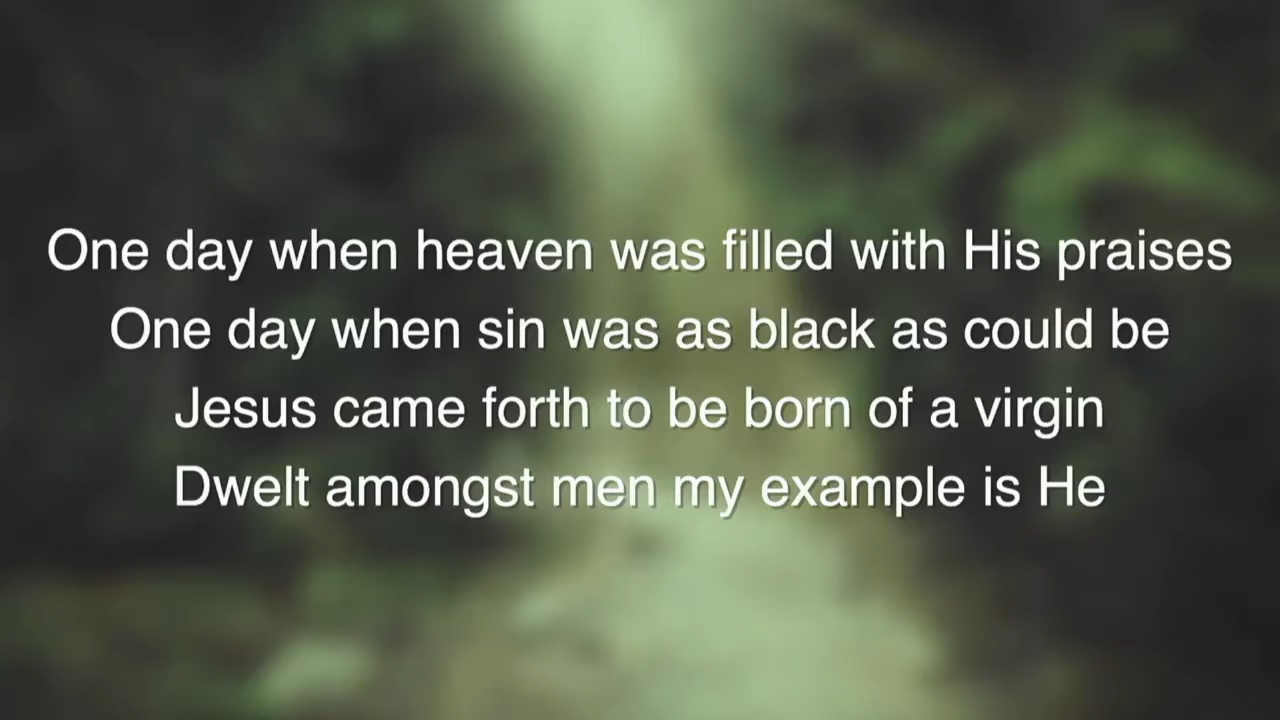 One day when heaven was filled with His praises
One day when sin was as black as could be
Jesus came forth to be born of a virgin
Dwelt amongst men my example is He